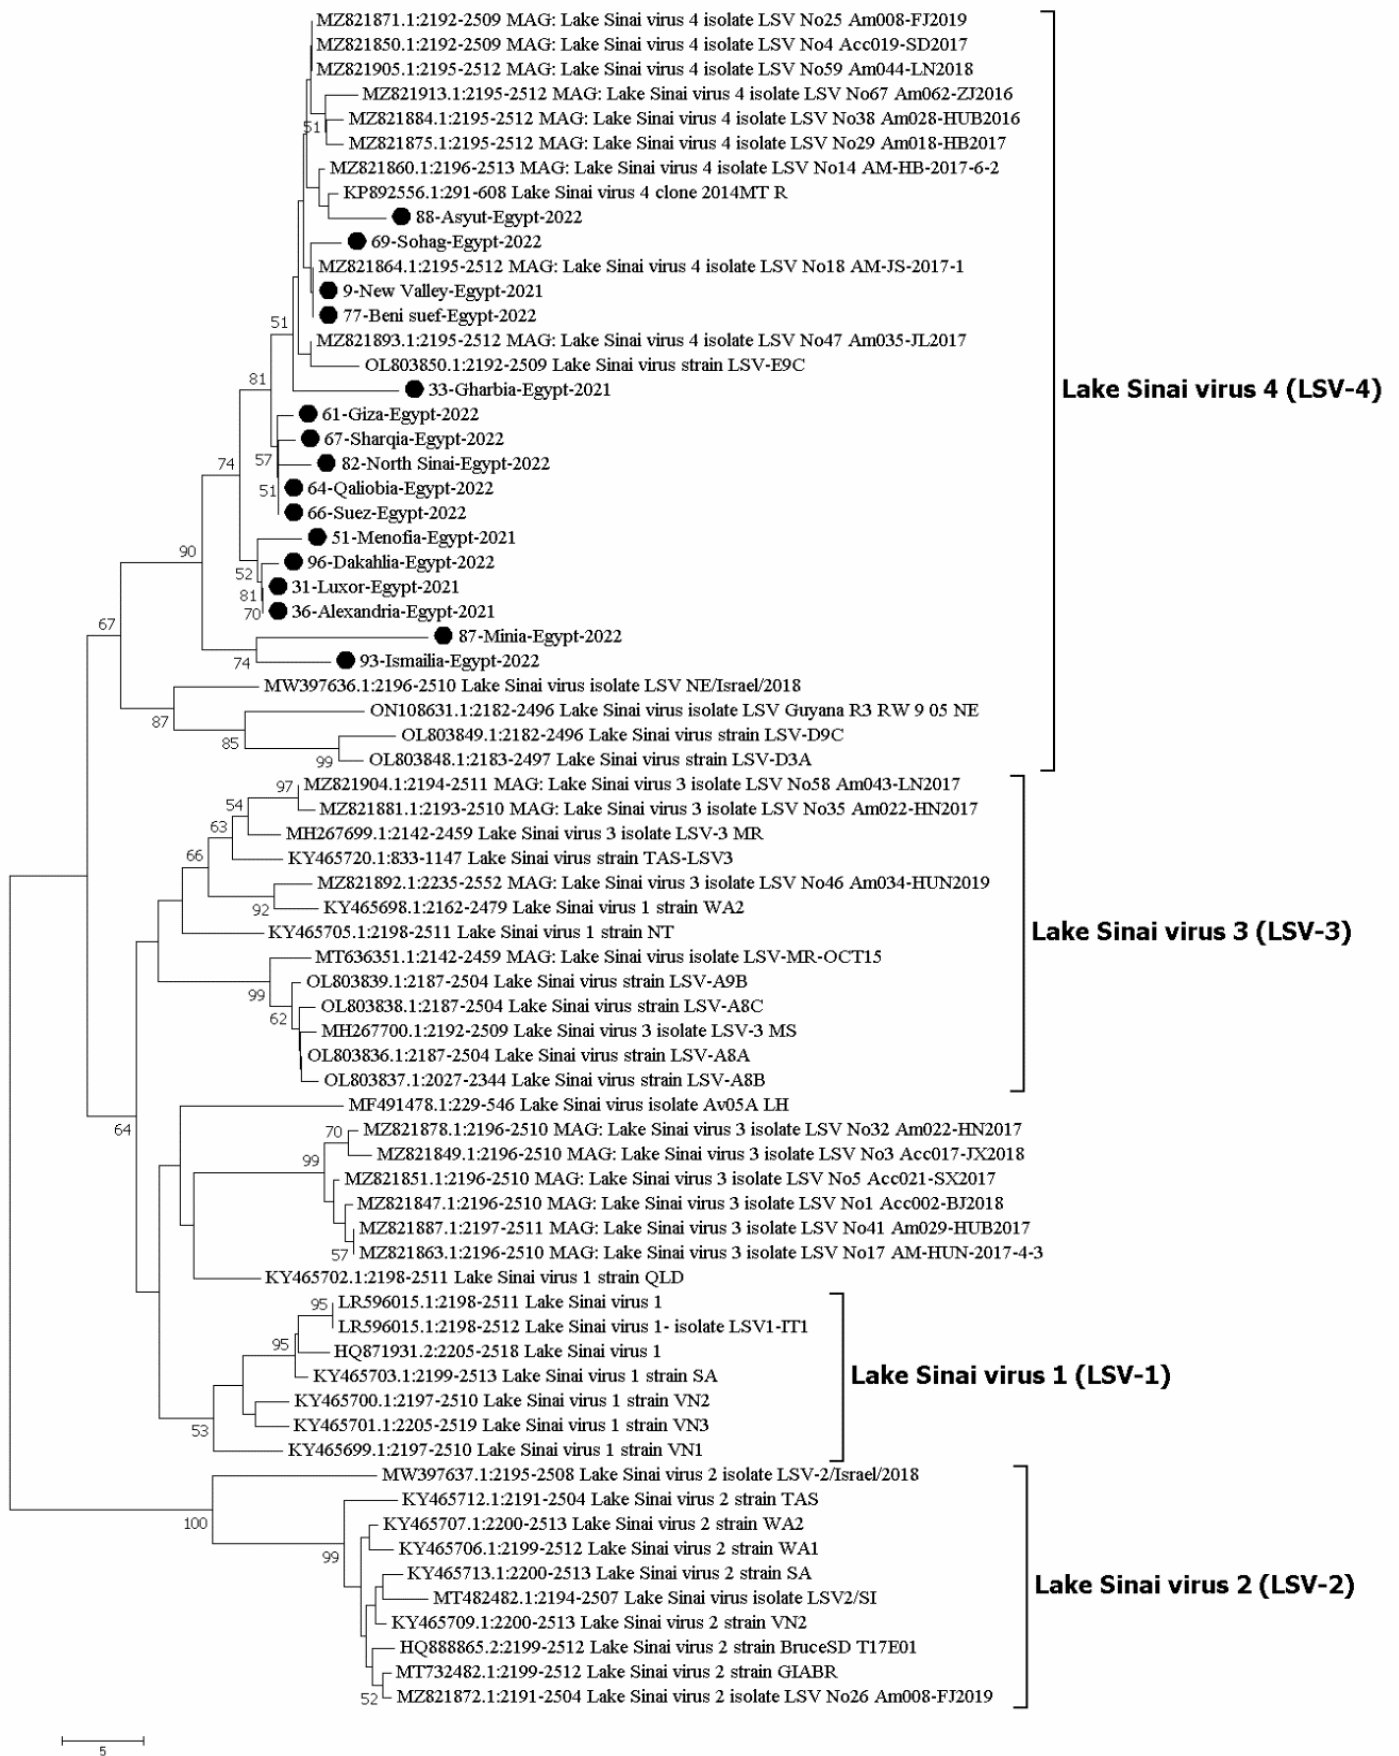 MZ821871.1:2192-2509 MAG: Lake Sinai virus 4 isolate LSV No25 Am008-FJ2019
MZ821850.1:2192-2509 MAG: Lake Sinai virus 4 isolate LSV No4 Acc019-SD2017
MZ821905.1:2195-2512 MAG: Lake Sinai virus 4 isolate LSV No59 Am044-LN2018
MZ821913.1:2195-2512 MAG: Lake Sinai virus 4 isolate LSV No67 Am062-ZJ2016
MZ821884.1:2195-2512 MAG: Lake Sinai virus 4 isolate LSV No38 Am028-HUB2016
51
MZ821875.1:2195-2512 MAG: Lake Sinai virus 4 isolate LSV No29 Am018-HB2017
MZ821860.1:2196-2513 MAG: Lake Sinai virus 4 isolate LSV No14 AM-HB-2017-6-2
KP892556.1:291-608 Lake Sinai virus 4 clone 2014MT R
88-Asyut-Egypt-2022
69-Sohag-Egypt-2022
MZ821864.1:2195-2512 MAG: Lake Sinai virus 4 isolate LSV No18 AM-JS-2017-1
9-New Valley-Egypt-2021
77-Beni suef-Egypt-2022
51
MZ821893.1:2195-2512 MAG: Lake Sinai virus 4 isolate LSV No47 Am035-JL2017
OL803850.1:2192-2509 Lake Sinai virus strain LSV-E9C
81
33-Gharbia-Egypt-2021
Lake Sinai virus 4 (LSV-4)
61-Giza-Egypt-2022
67-Sharqia-Egypt-2022
74
57
82-North Sinai-Egypt-2022
51
64-Qaliobia-Egypt-2022
66-Suez-Egypt-2022
51-Menofia-Egypt-2021
90
96-Dakahlia-Egypt-2022
52
31-Luxor-Egypt-2021
81
70
36-Alexandria-Egypt-2021
67
87-Minia-Egypt-2022
74
93-Ismailia-Egypt-2022
MW397636.1:2196-2510 Lake Sinai virus isolate LSV NE/Israel/2018
87
ON108631.1:2182-2496 Lake Sinai virus isolate LSV Guyana R3 RW 9 05 NE
85
OL803849.1:2182-2496 Lake Sinai virus strain LSV-D9C
99
OL803848.1:2183-2497 Lake Sinai virus strain LSV-D3A
97
MZ821904.1:2194-2511 MAG: Lake Sinai virus 3 isolate LSV No58 Am043-LN2017
54
MZ821881.1:2193-2510 MAG: Lake Sinai virus 3 isolate LSV No35 Am022-HN2017
63
MH267699.1:2142-2459 Lake Sinai virus 3 isolate LSV-3 MR
66
KY465720.1:833-1147 Lake Sinai virus strain TAS-LSV3
MZ821892.1:2235-2552 MAG: Lake Sinai virus 3 isolate LSV No46 Am034-HUN2019
92
KY465698.1:2162-2479 Lake Sinai virus 1 strain WA2
KY465705.1:2198-2511 Lake Sinai virus 1 strain NT
Lake Sinai virus 3 (LSV-3)
MT636351.1:2142-2459 MAG: Lake Sinai virus isolate LSV-MR-OCT15
99
OL803839.1:2187-2504 Lake Sinai virus strain LSV-A9B
62
OL803838.1:2187-2504 Lake Sinai virus strain LSV-A8C
MH267700.1:2192-2509 Lake Sinai virus 3 isolate LSV-3 MS
OL803836.1:2187-2504 Lake Sinai virus strain LSV-A8A
OL803837.1:2027-2344 Lake Sinai virus strain LSV-A8B
64
MF491478.1:229-546 Lake Sinai virus isolate Av05A LH
70
MZ821878.1:2196-2510 MAG: Lake Sinai virus 3 isolate LSV No32 Am022-HN2017
99
MZ821849.1:2196-2510 MAG: Lake Sinai virus 3 isolate LSV No3 Acc017-JX2018
MZ821851.1:2196-2510 MAG: Lake Sinai virus 3 isolate LSV No5 Acc021-SX2017
MZ821847.1:2196-2510 MAG: Lake Sinai virus 3 isolate LSV No1 Acc002-BJ2018
MZ821887.1:2197-2511 MAG: Lake Sinai virus 3 isolate LSV No41 Am029-HUB2017
57
MZ821863.1:2196-2510 MAG: Lake Sinai virus 3 isolate LSV No17 AM-HUN-2017-4-3
KY465702.1:2198-2511 Lake Sinai virus 1 strain QLD
95
LR596015.1:2198-2511 Lake Sinai virus 1
LR596015.1:2198-2512 Lake Sinai virus 1- isolate LSV1-IT1
95
HQ871931.2:2205-2518 Lake Sinai virus 1
KY465703.1:2199-2513 Lake Sinai virus 1 strain SA
Lake Sinai virus 1 (LSV-1)
KY465700.1:2197-2510 Lake Sinai virus 1 strain VN2
53
KY465701.1:2205-2519 Lake Sinai virus 1 strain VN3
KY465699.1:2197-2510 Lake Sinai virus 1 strain VN1
MW397637.1:2195-2508 Lake Sinai virus 2 isolate LSV-2/Israel/2018
KY465712.1:2191-2504 Lake Sinai virus 2 strain TAS
100
KY465707.1:2200-2513 Lake Sinai virus 2 strain WA2
99
KY465706.1:2199-2512 Lake Sinai virus 2 strain WA1
KY465713.1:2200-2513 Lake Sinai virus 2 strain SA
Lake Sinai virus 2 (LSV-2)
MT482482.1:2194-2507 Lake Sinai virus isolate LSV2/SI
KY465709.1:2200-2513 Lake Sinai virus 2 strain VN2
HQ888865.2:2199-2512 Lake Sinai virus 2 strain BruceSD T17E01
MT732482.1:2199-2512 Lake Sinai virus 2 strain GIABR
52
MZ821872.1:2191-2504 Lake Sinai virus 2 isolate LSV No26 Am008-FJ2019
5